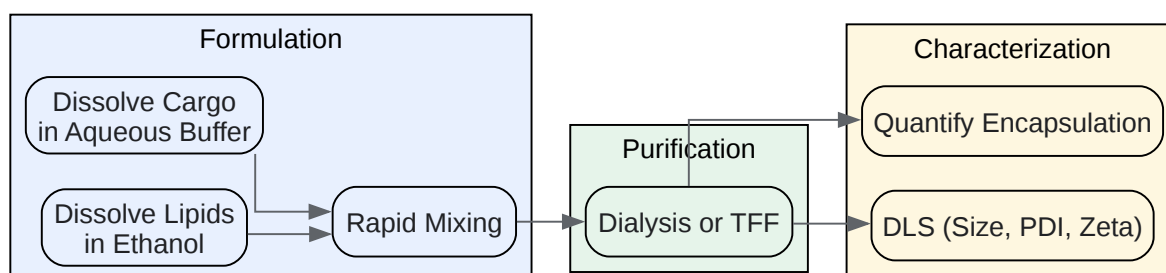 Formulation
Dissolve Cargo
in Aqueous Buffer
Dissolve Lipids
in Ethanol
Rapid Mixing
Purification
Dialysis or TFF
Characterization
Quantify Encapsulation
DLS (Size, PDI, Zeta)